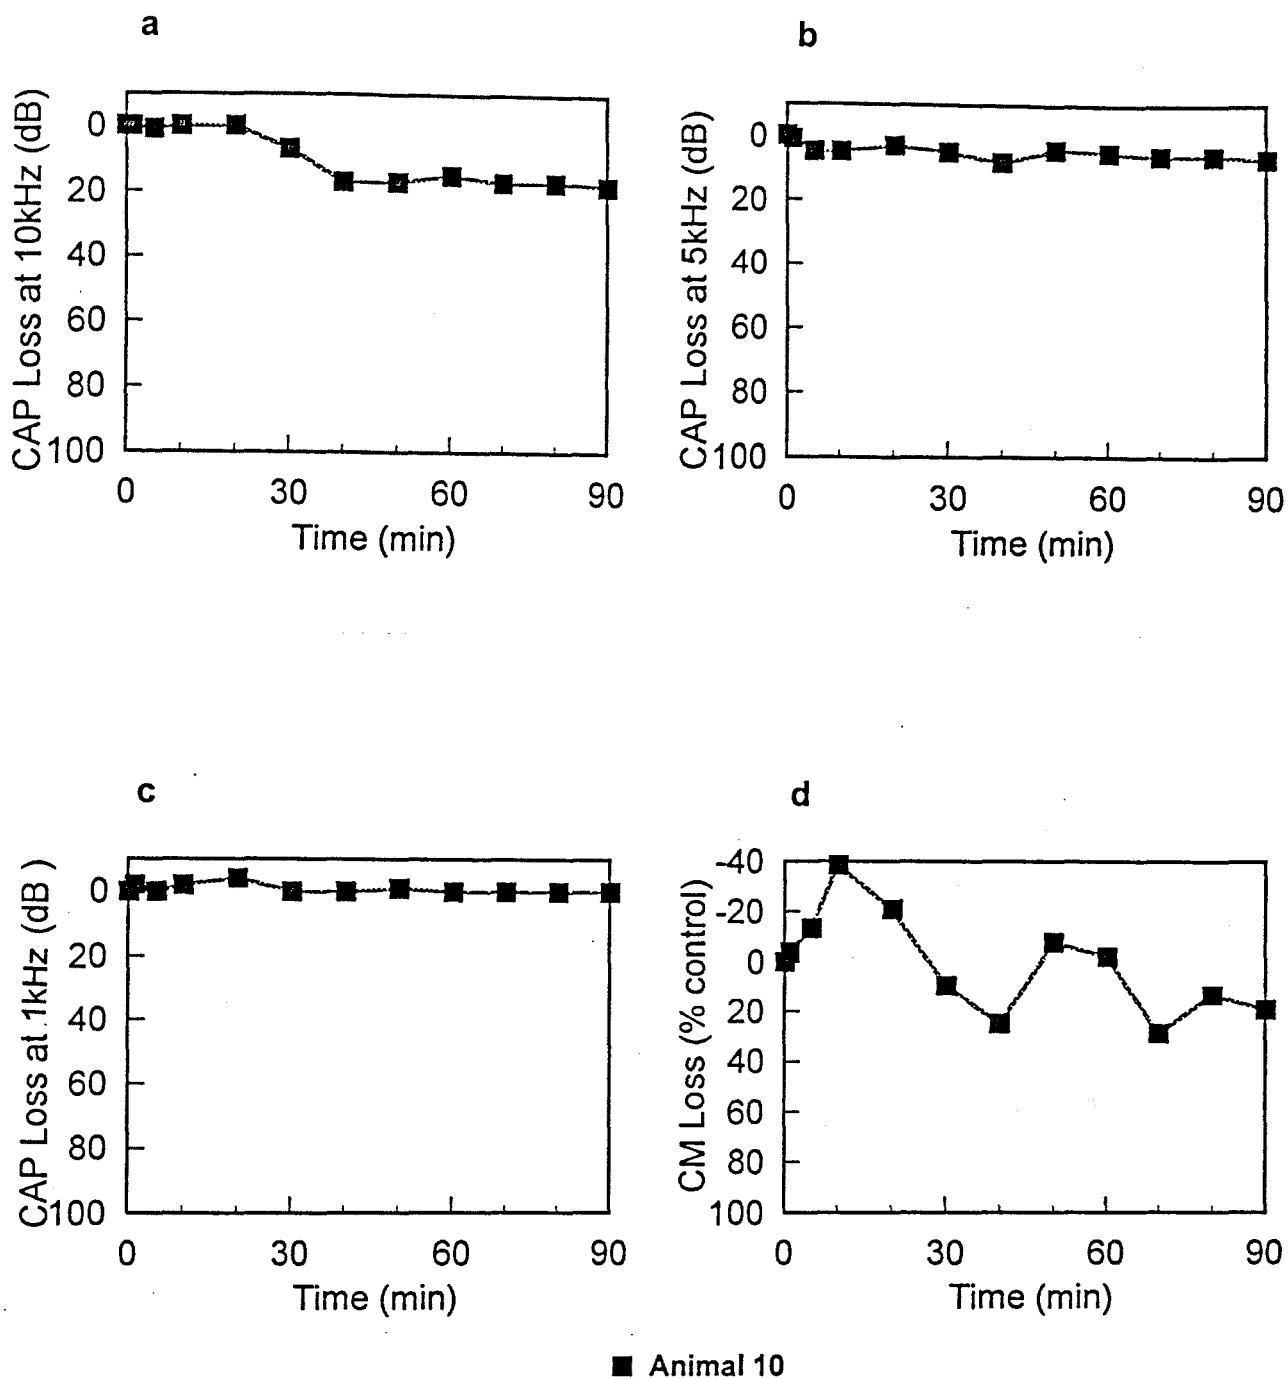 a
CAP Loss at 10kHz (dB)
0
20
40
60
80
100
0 30 60 90
Time (min)
b
CAP Loss at 5kHz (dB)
0
20
40
60
80
100
0 30 60 90
Time (min)
c
CAP Loss at 1kHz (dB )
0
20
40
60
80
100
0 30 60 90
Time (min)
d
CM Loss (% control)
-40
-20
0
20
40
60
80
100
0 30 60 90
Time (min)
Animal 10